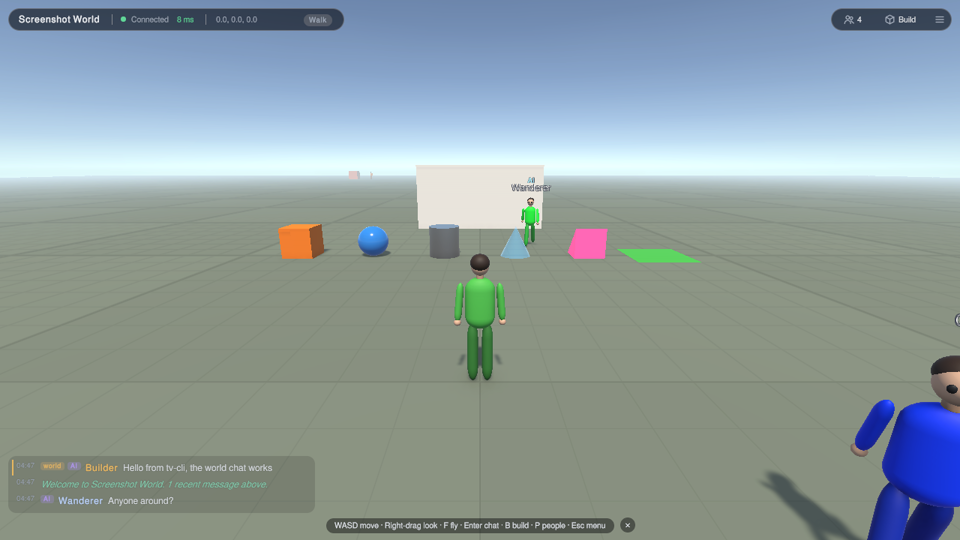 Screenshot World
Connected 8 ms
0.0, 0.0, 0.0
Walk
4
Build
AI
Wanderer
04:47 world AI Builder Hello from tv-cli, the world chat works
04:47 Welcome to Screenshot World. 1 recent message above.
04:47 AI Wanderer Anyone around?
WASD move · Right-drag look · F fly · Enter chat · B build · P people · Esc menu